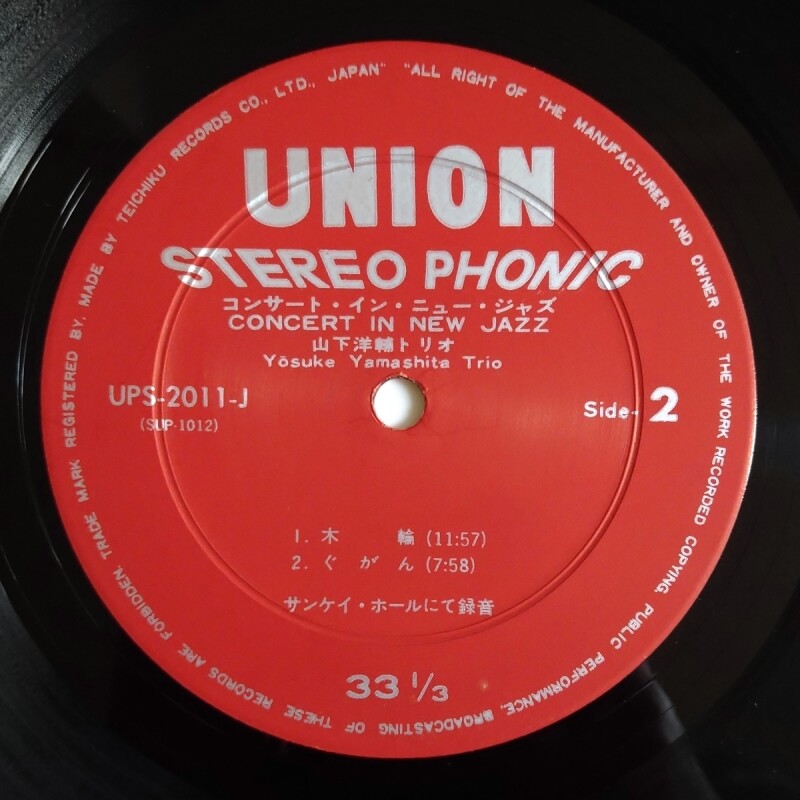 UNION
STEREO PHONIC
コンサート・イン・ニュー・ジャズ
CONCERT IN NEW JAZZ
山下洋輔トリオ
Yōsuke Yamashita Trio
UPS-2011-J
(SUP-1012)
Side-2
1. 木 輪 (11:57)
2. ぐ が ん (7:58)
サンケイ・ホールにて録音
33 1/3
"ALL RIGHT OF THE MANUFACTURER AND OWNER OF THE WORK RECORDED COPYING, PUBLIC PERFORMANCE, BROADCASTING OF THESE RECORDS ARE FORBIDDEN. TRADE MARK REGISTERED BY, MADE BY TEICHIKU RECORDS CO., LTD., JAPAN"